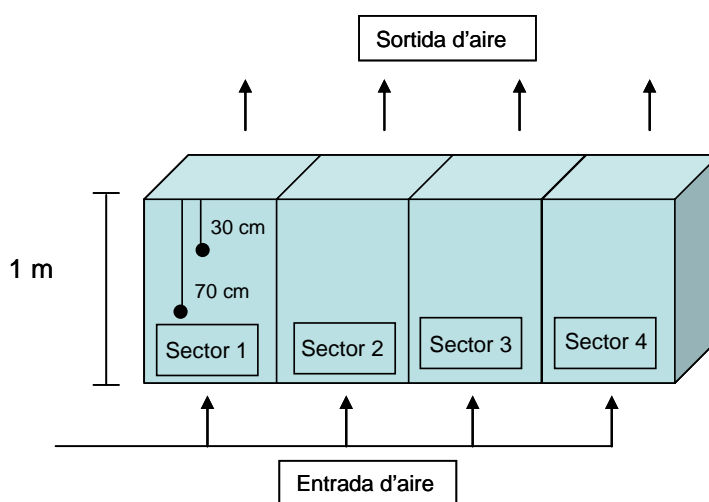 Sortida d'aire
1 m
30 cm
70 cm
Sector 1
Sector 2
Sector 3
Sector 4
Entrada d'aire